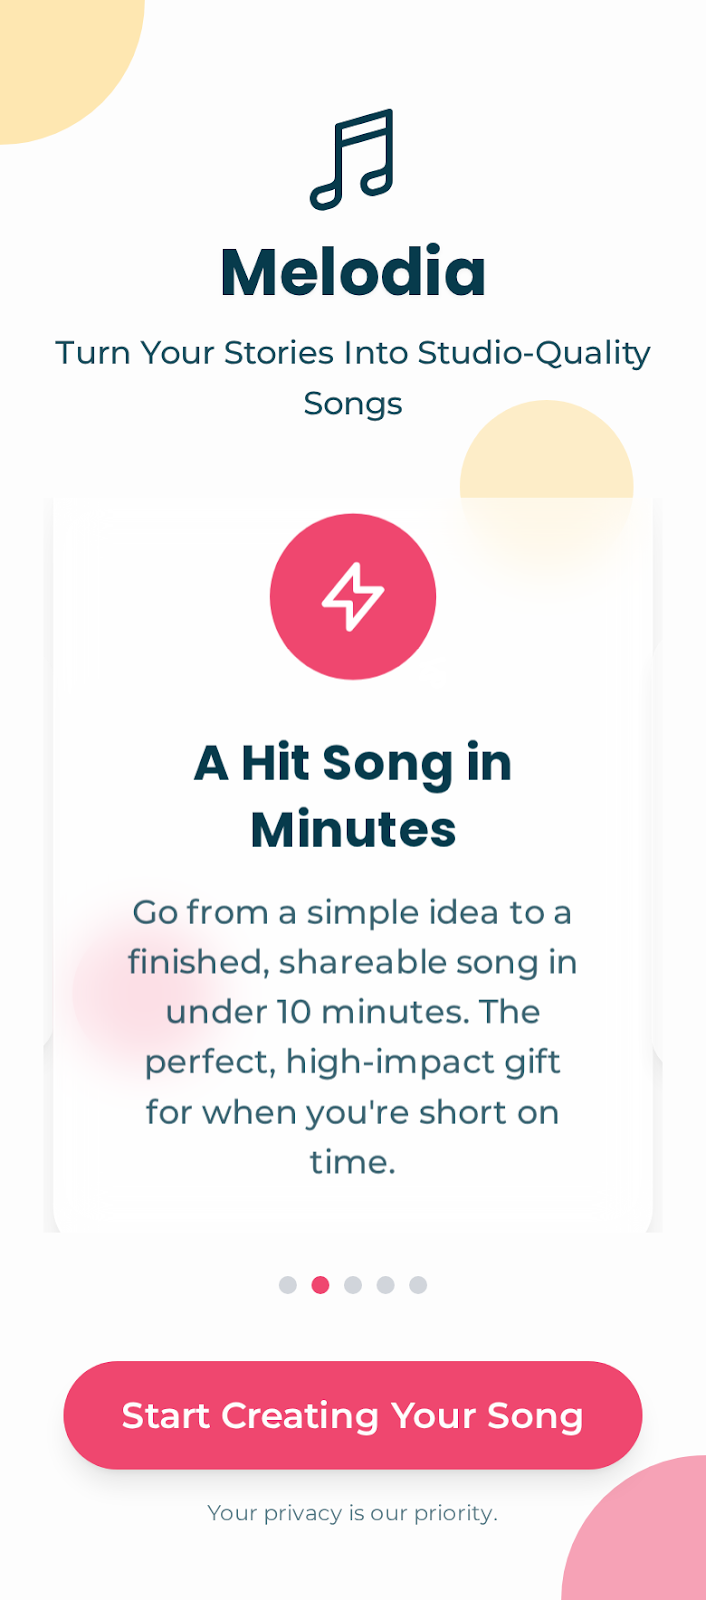 Melodia
Turn Your Stories Into Studio-Quality
Songs
A Hit Song in
Minutes
Go from a simple idea to a
finished, shareable song in
under 10 minutes. The
perfect, high-impact gift
for when you're short on
time.
Start Creating Your Song
Your privacy is our priority.